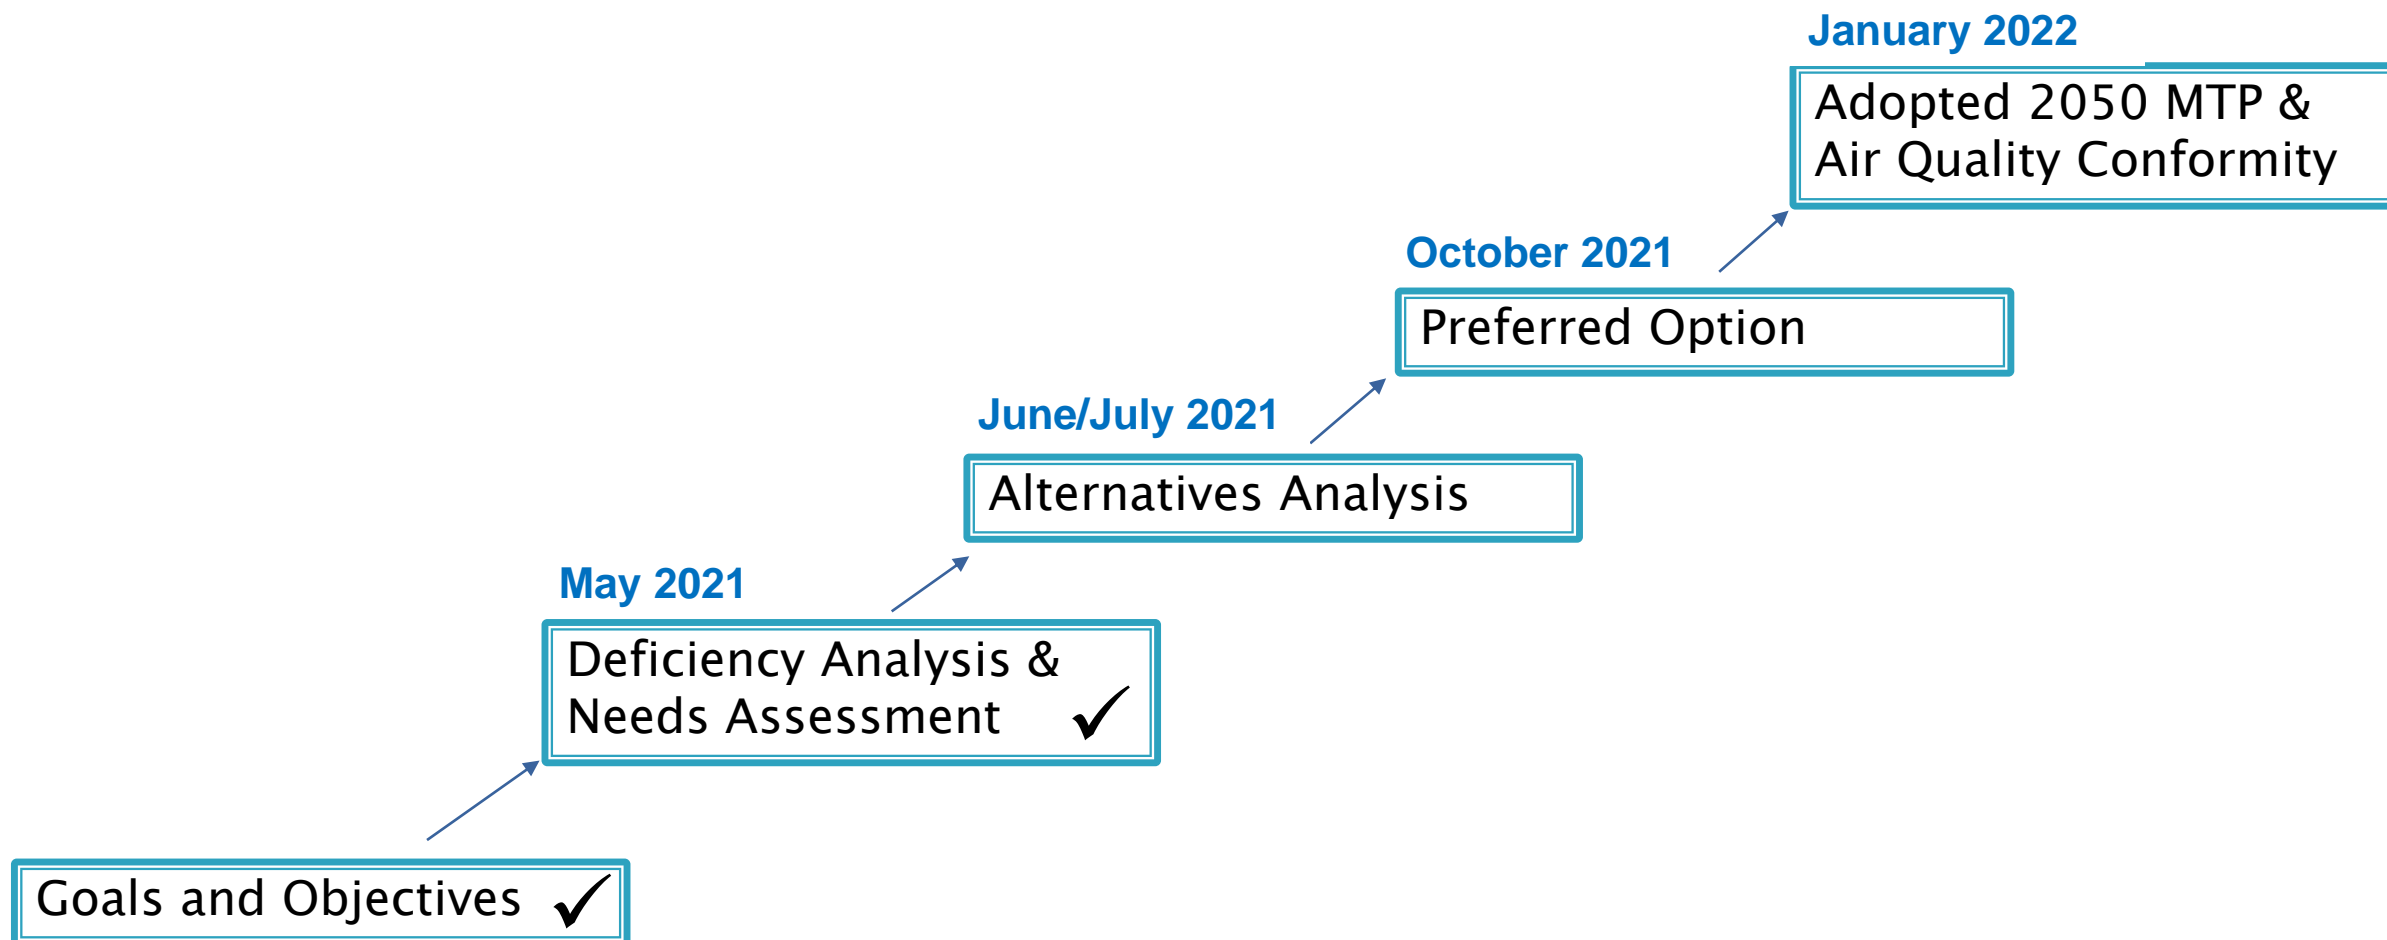 January 2022
Adopted 2050 MTP &
Air Quality Conformity
October 2021
Preferred Option
June/July 2021
Alternatives Analysis
May 2021
Deficiency Analysis &
Needs Assessment ✓
Goals and Objectives ✓